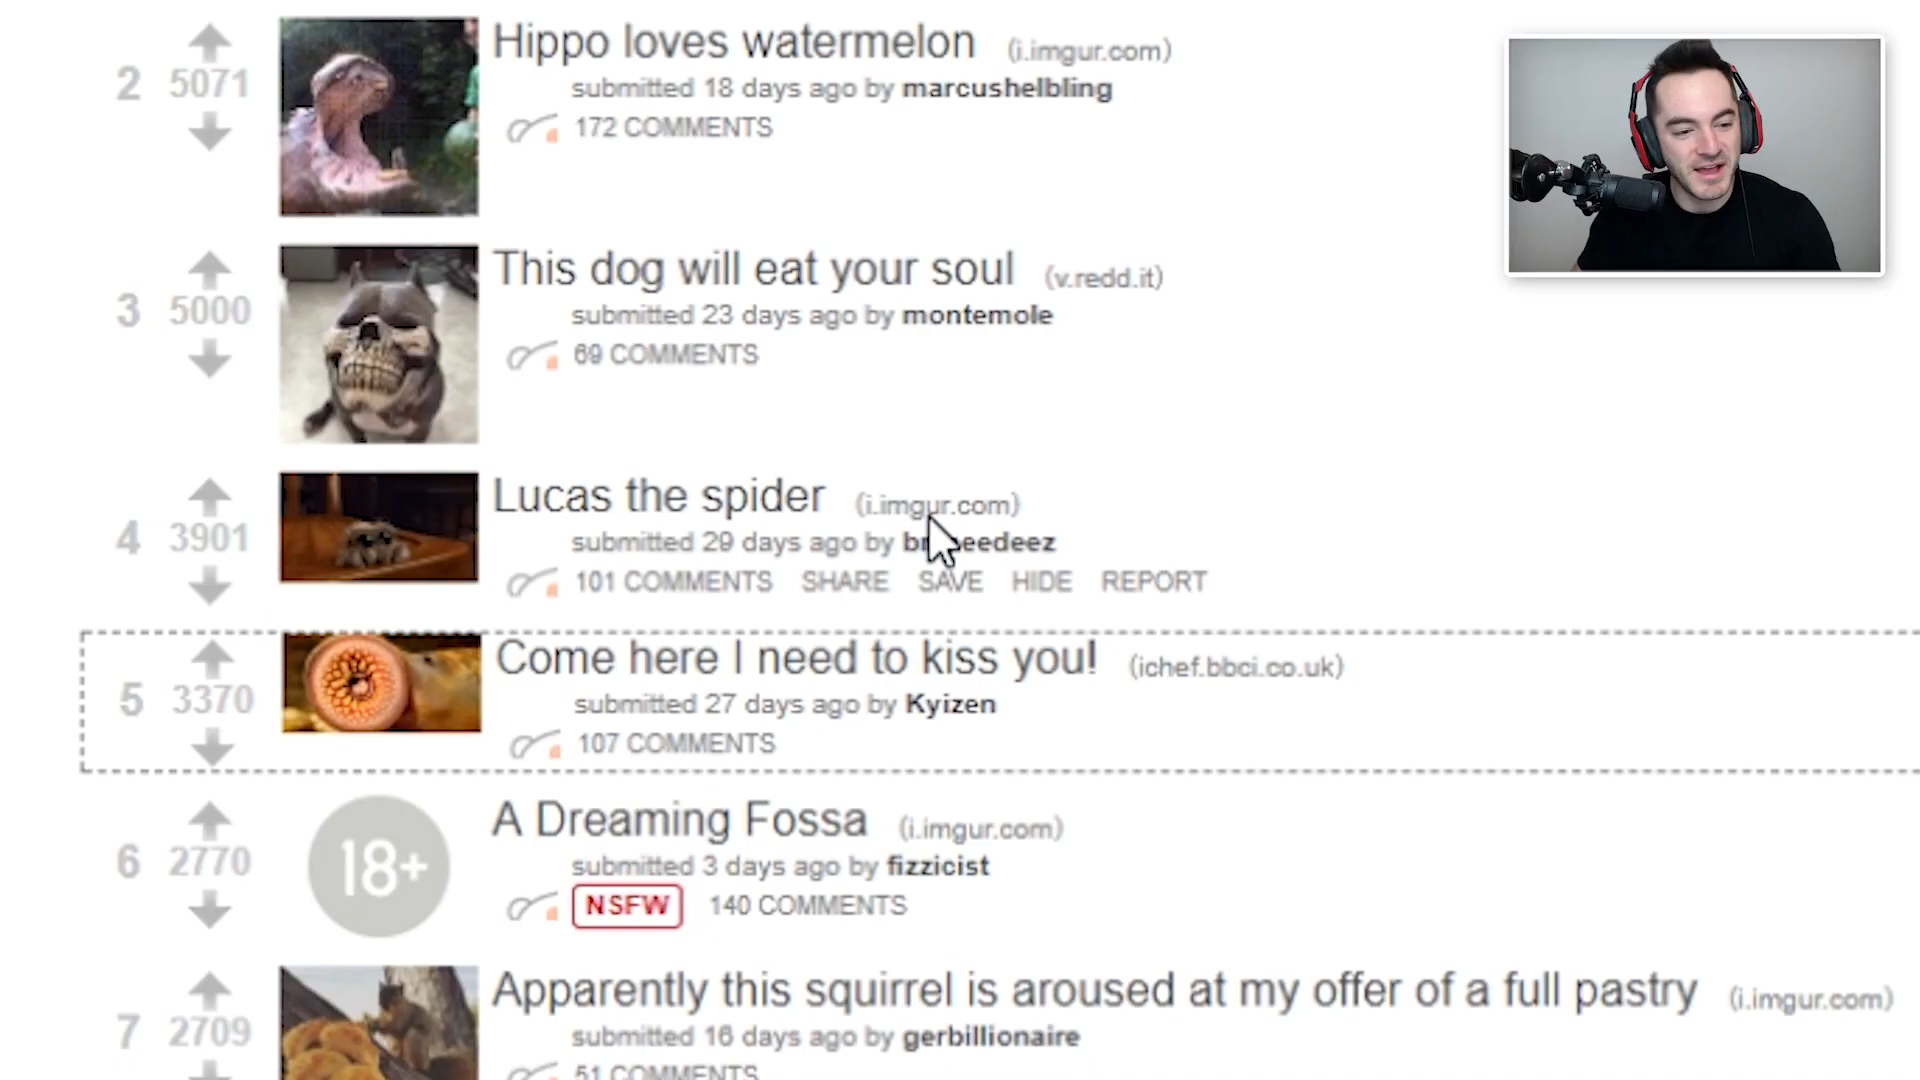 Hippo loves watermelon (i.imgur.com)
2 5071
submitted 18 days ago by marcushelbling
172 COMMENTS
This dog will eat your soul (v.redd.it)
3 5000
submitted 23 days ago by montemole
69 COMMENTS
Lucas the spider (i.imgur.com)
4 3901
submitted 29 days ago by
101 COMMENTS SHARE SAVE HIDE REPORT
Come here I need to kiss you! (ichef.bbci.co.uk)
5 3370
submitted 27 days ago by Kyizen
107 COMMENTS
A Dreaming Fossa (i.imgur.com)
6 2770 18+
submitted 3 days ago by fizzicist
NSFW 140 COMMENTS
Apparently this squirrel is aroused at my offer of a full pastry (i.imgur.com)
7 2709
submitted 16 days ago by gerbillionaire
51 COMMENTS